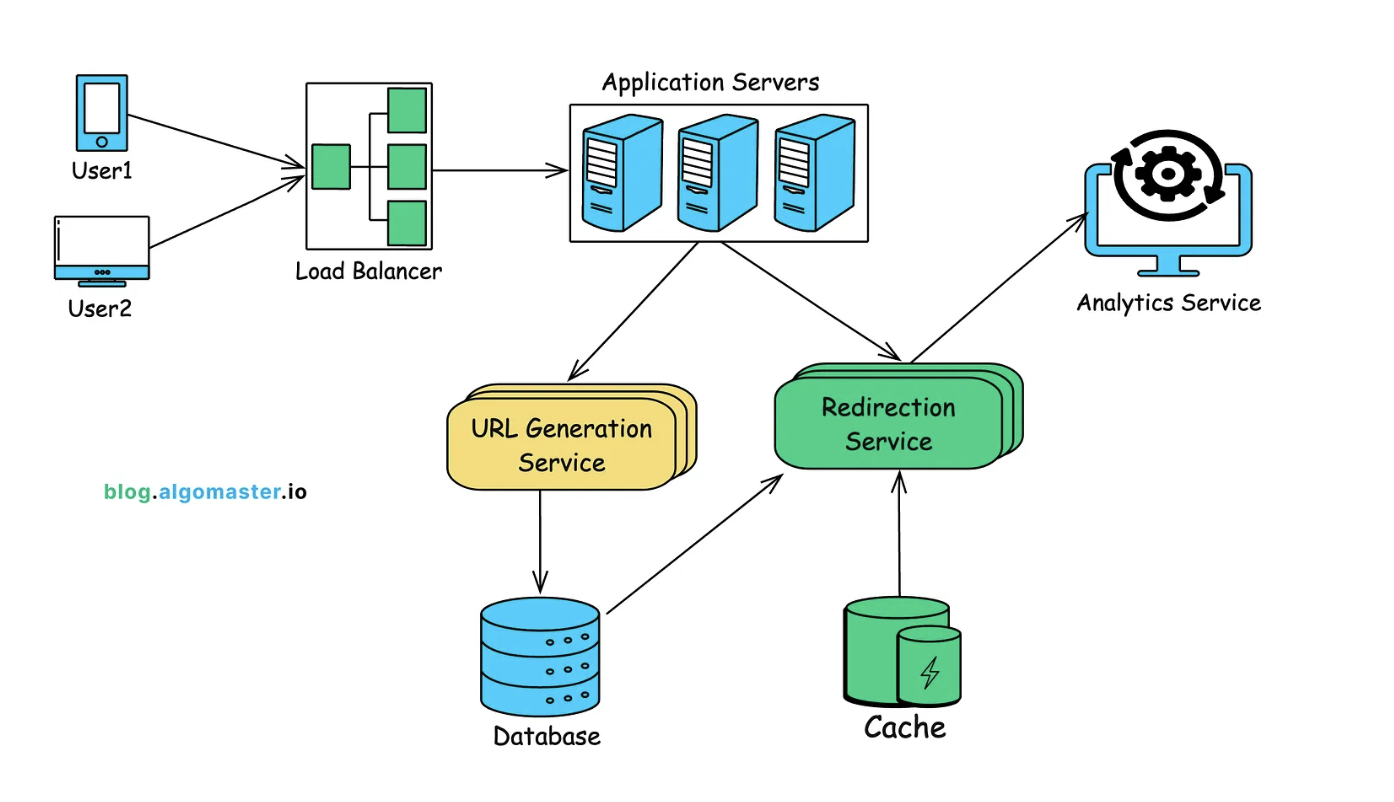 Application Servers
User1
Load Balancer
User2
Analytics Service
URL Generation
Service
Redirection
Service
blog.algomaster.io
Database
Cache